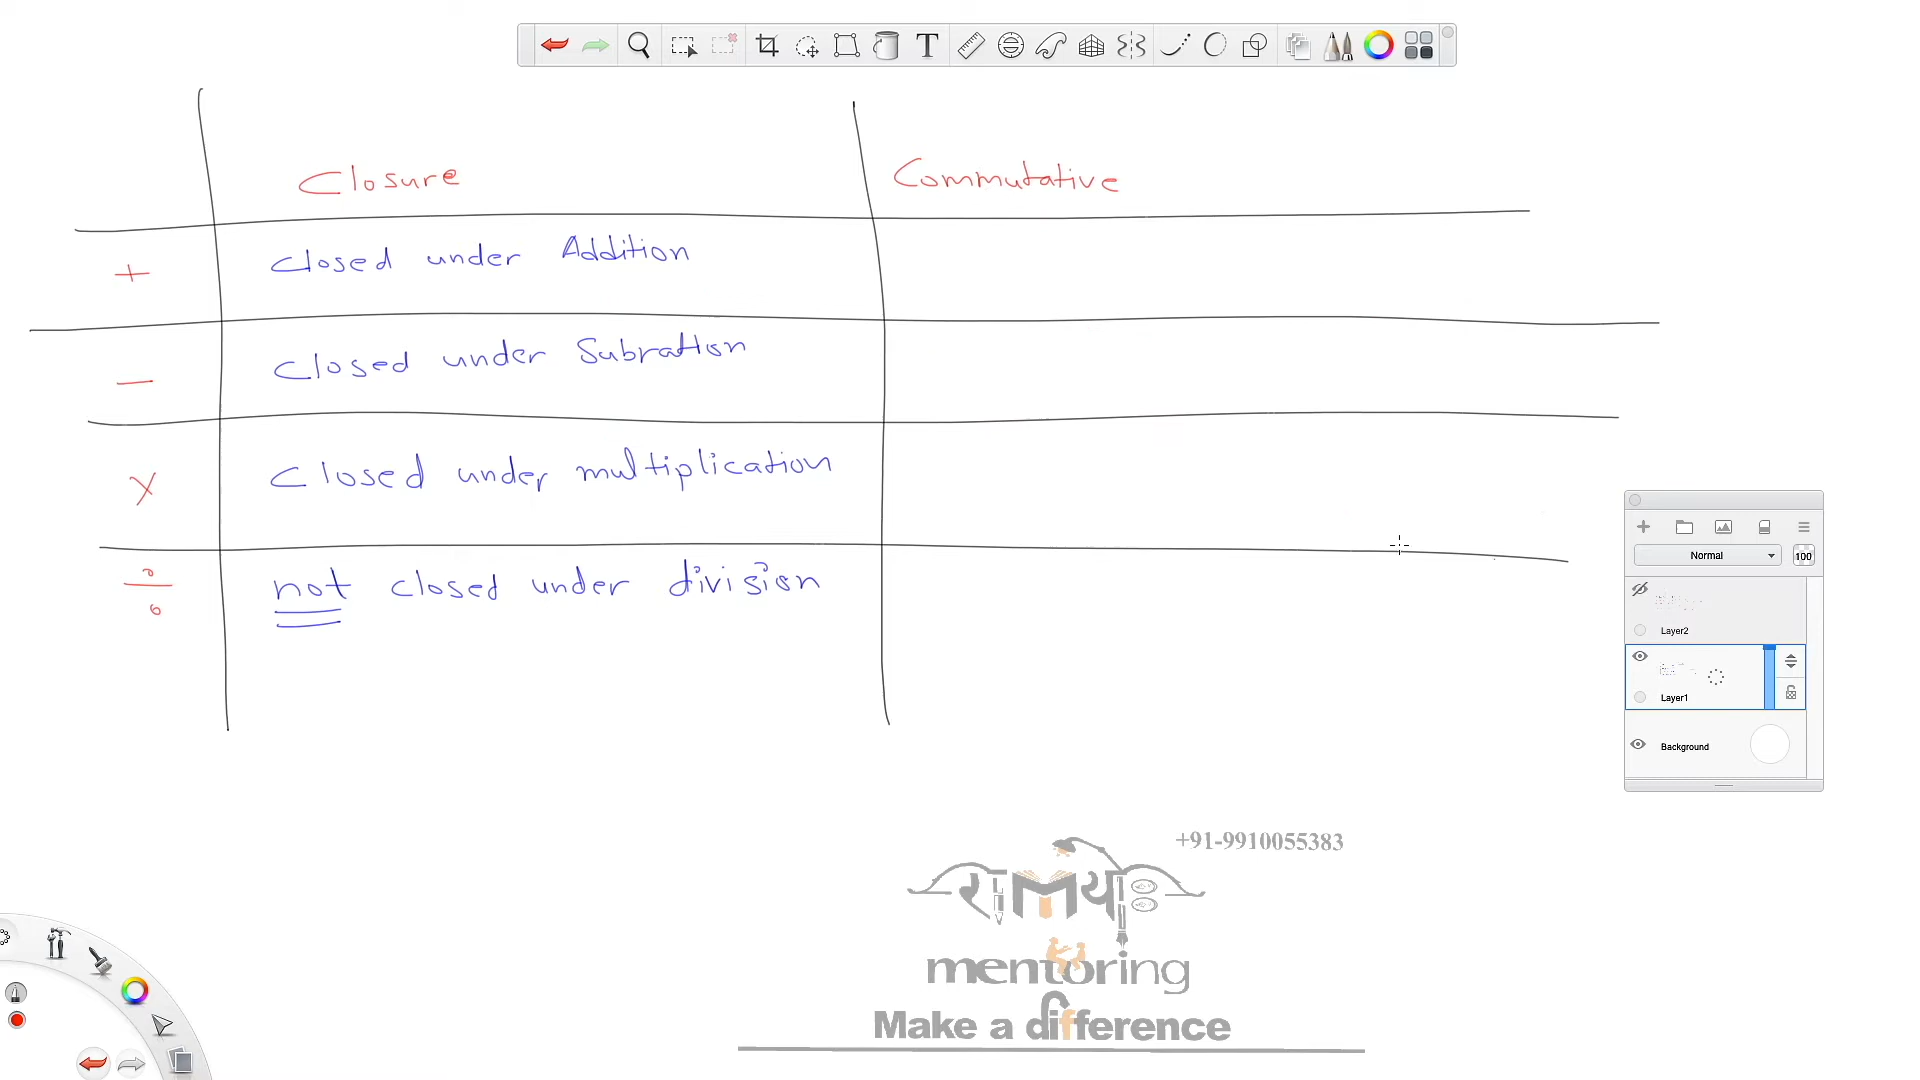 Closure Commutative
+ Closed under Addition
— Closed under Subration
x Closed under multiplication
÷ not closed under division
Normal 100
Layer2
Layer1
Background
+91-9910055383
mentoring
Make a difference